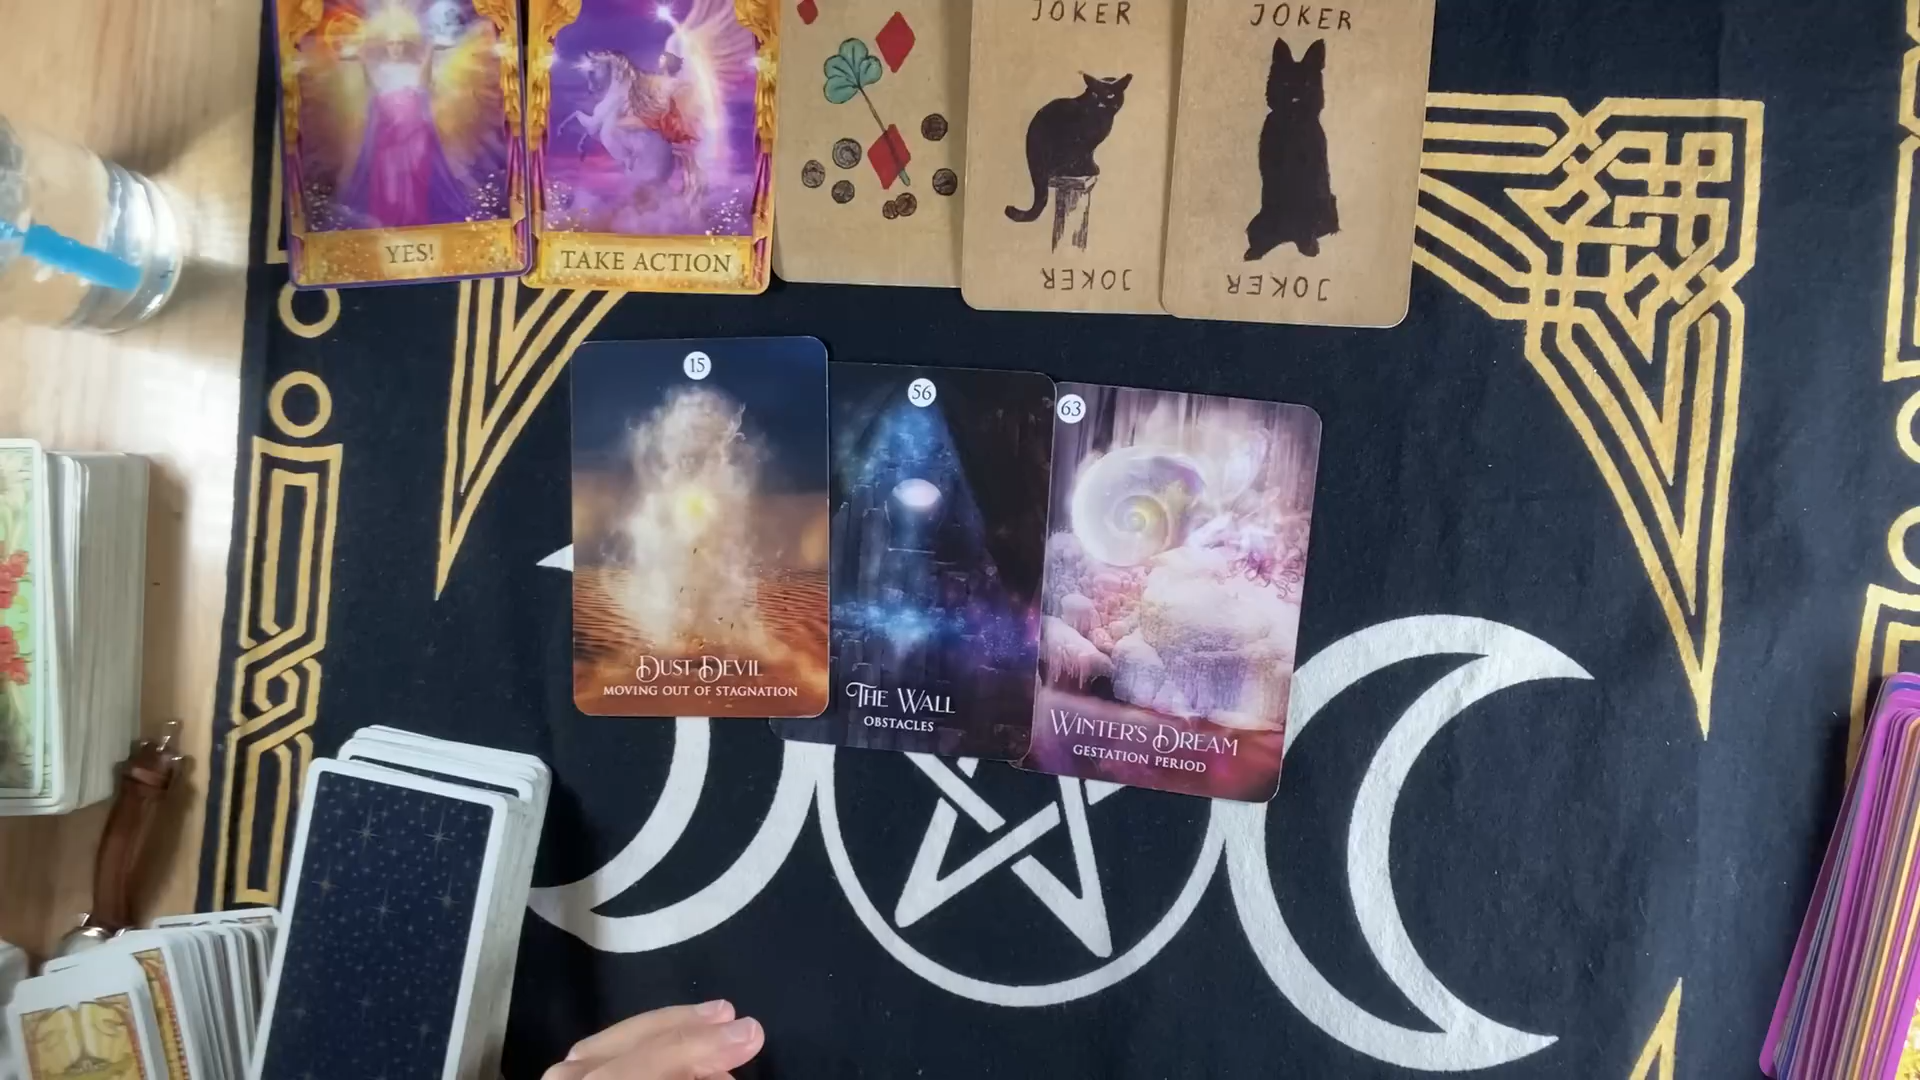 YES!
TAKE ACTION
JOKER
JOKER
JOKER
JOKER
15
DUST DEVIL
MOVING OUT OF STAGNATION
56
THE WALL
OBSTACLES
63
WINTER'S DREAM
GESTATION PERIOD